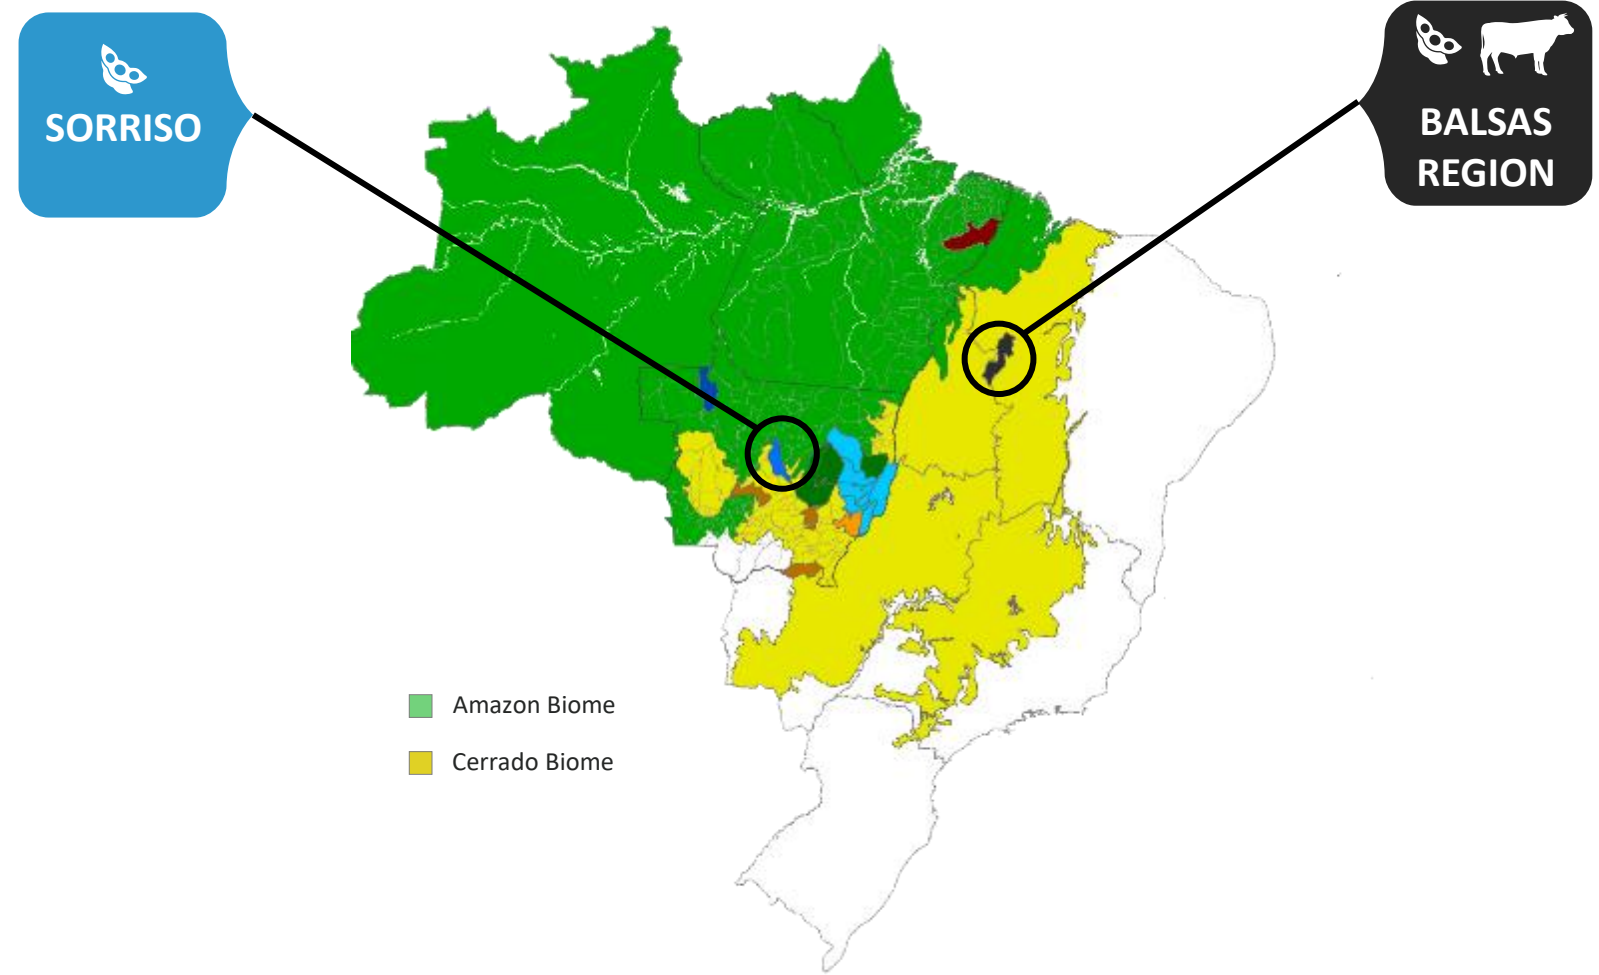 SORRISO
BALSAS
REGION
Amazon Biome
Cerrado Biome